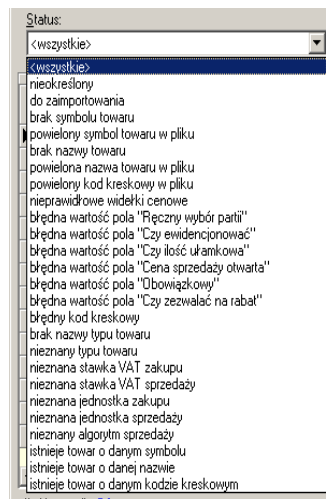 Status:
<wszystkie>
<wszystkie>
nieokreślony
do zaimportowania
brak symbolu towaru
powielony symbol towaru w pliku
brak nazwy towaru
powielona nazwa towaru w pliku
powielony kod kreskowy w pliku
nieprawidłowe widełki cenowe
błędna wartość pola "Ręczny wybór partii"
błędna wartość pola "Czy ewidencjonować"
błędna wartość pola "Czy ilość ułamkowa"
błędna wartość pola "Cena sprzedaży otwarta"
błędna wartość pola "Obowiązkowy"
błędna wartość pola "Czy zezwalać na rabat"
błędny kod kreskowy
brak nazwy typu towaru
nieznany typu towaru
nieznana stawka VAT zakupu
nieznana stawka VAT sprzedaży
nieznana jednostka zakupu
nieznana jednostka sprzedaży
nieznany algorytm sprzedaży
istnieje towar o danym symbolu
istnieje towar o danej nazwie
istnieje towar o danym kodzie kreskowym